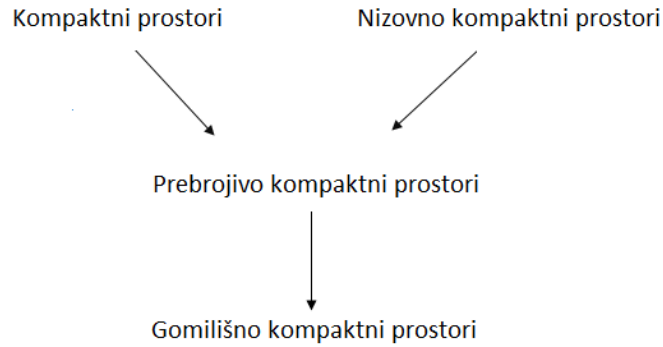 Kompaktni prostori
Nizovno kompaktni prostori
Prebrojivo kompaktni prostori
Gomilišno kompaktni prostori